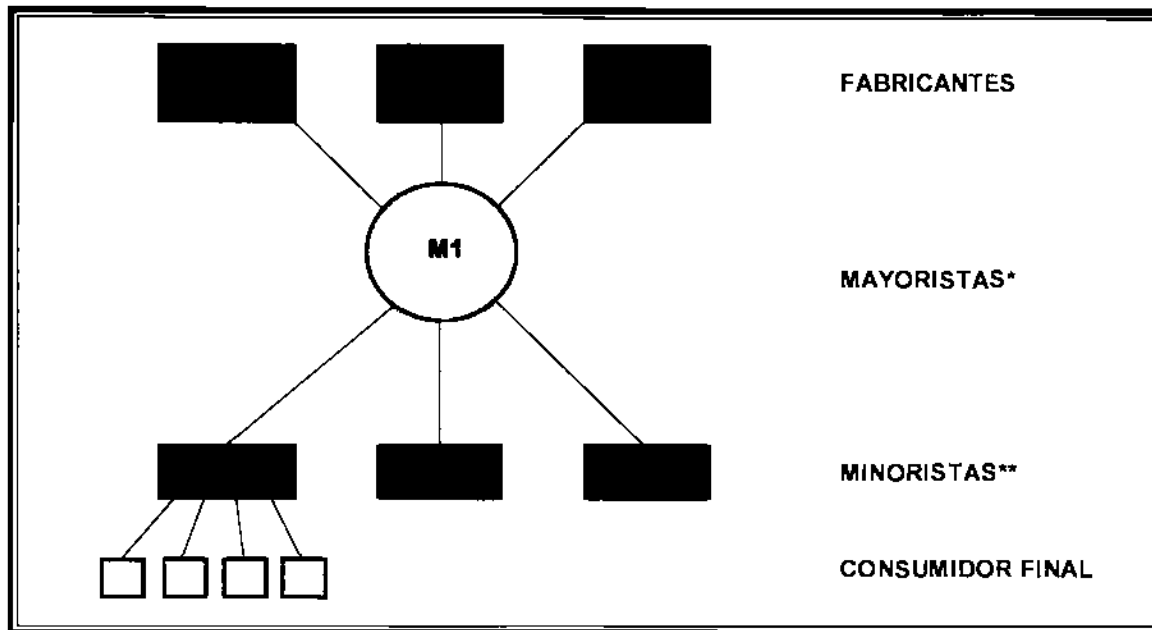 FABRICANTES
M1
MAYORISTAS*
MINORISTAS**
CONSUMIDOR FINAL